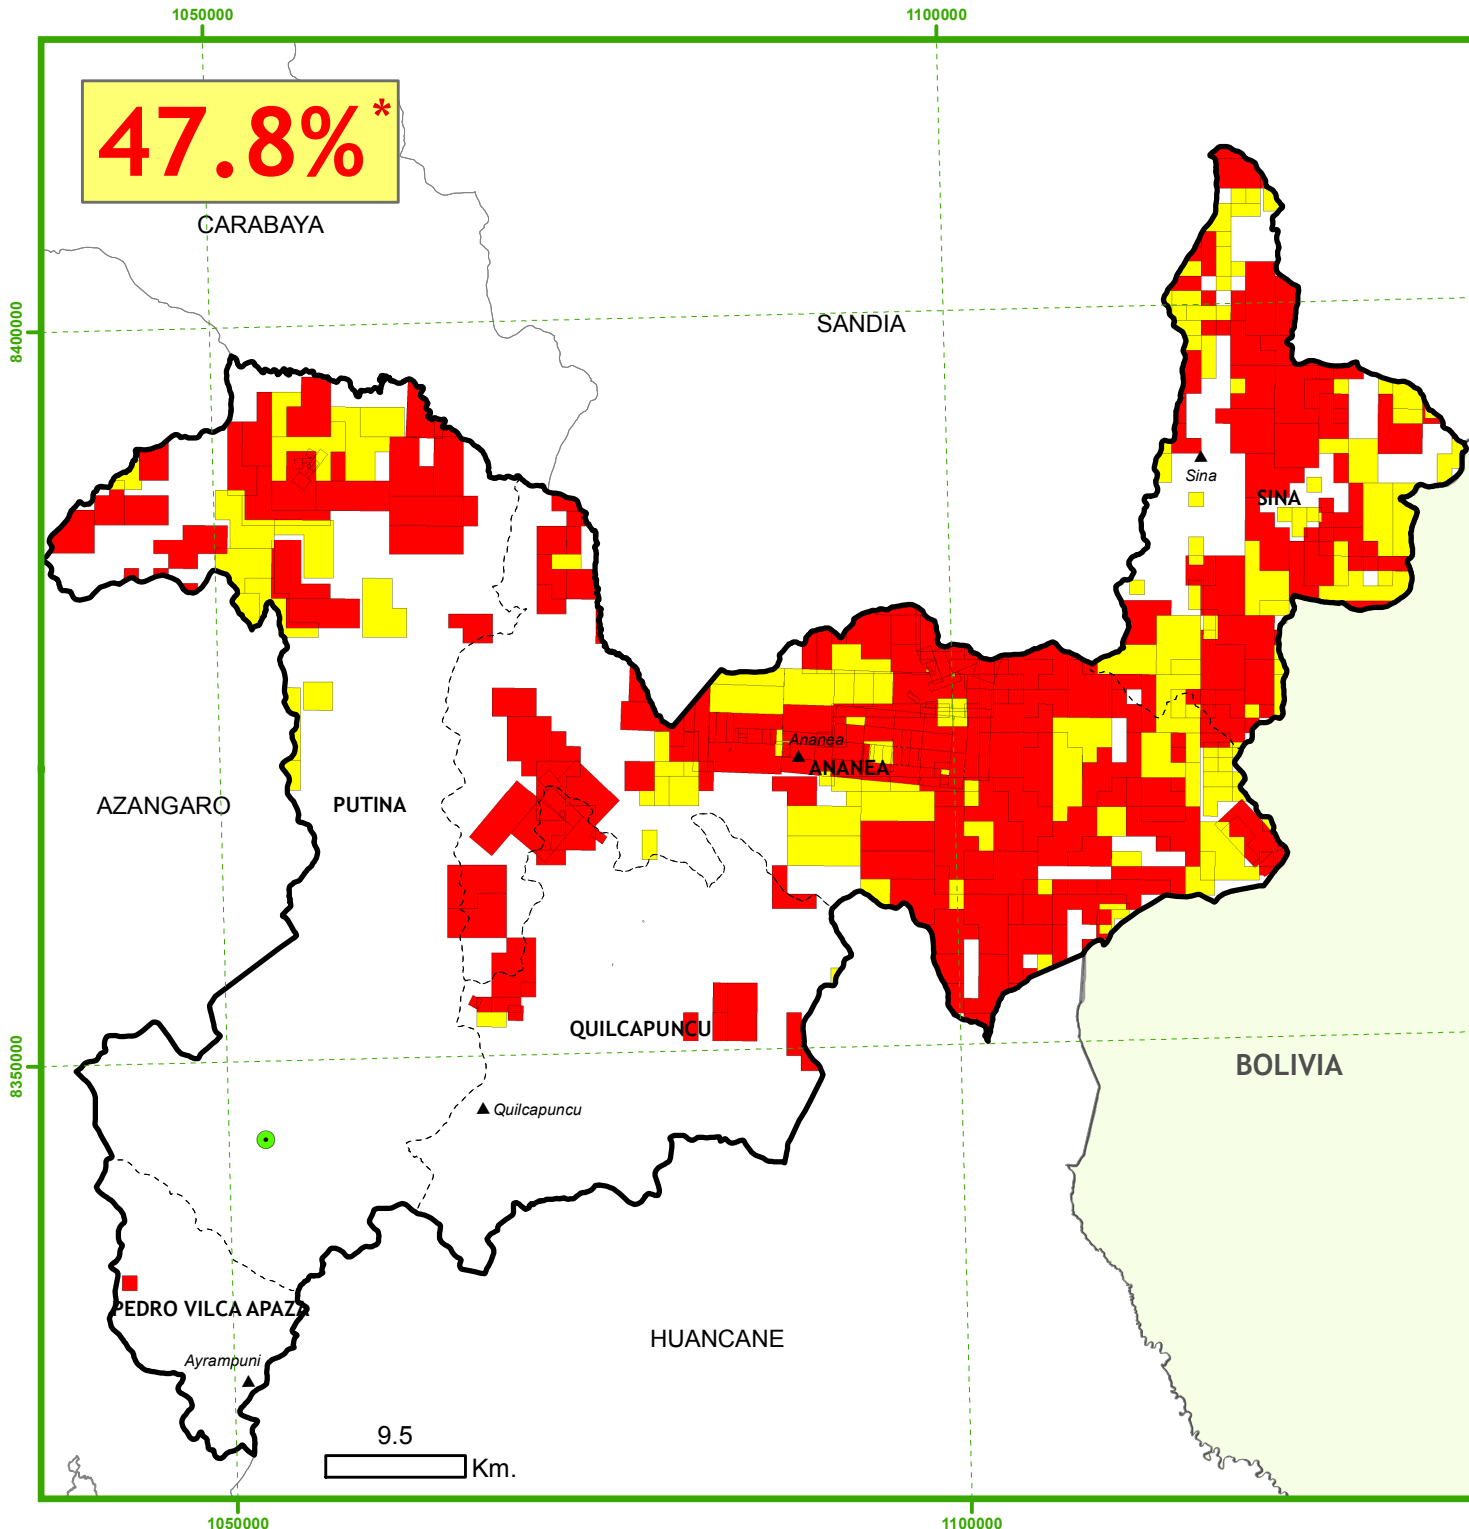 1050000
1100000
47.8%*
CARABAYA
8400000
SANDIA
Sina
SINA
Ananea
ANANEA
AZANGARO
PUTINA
QUILCAPUNCU
8350000
BOLIVIA
Quilcapuncu
PEDRO VILCA APAZA
HUANCANE
Ayrampuni
9.5
Km.
1050000
1100000